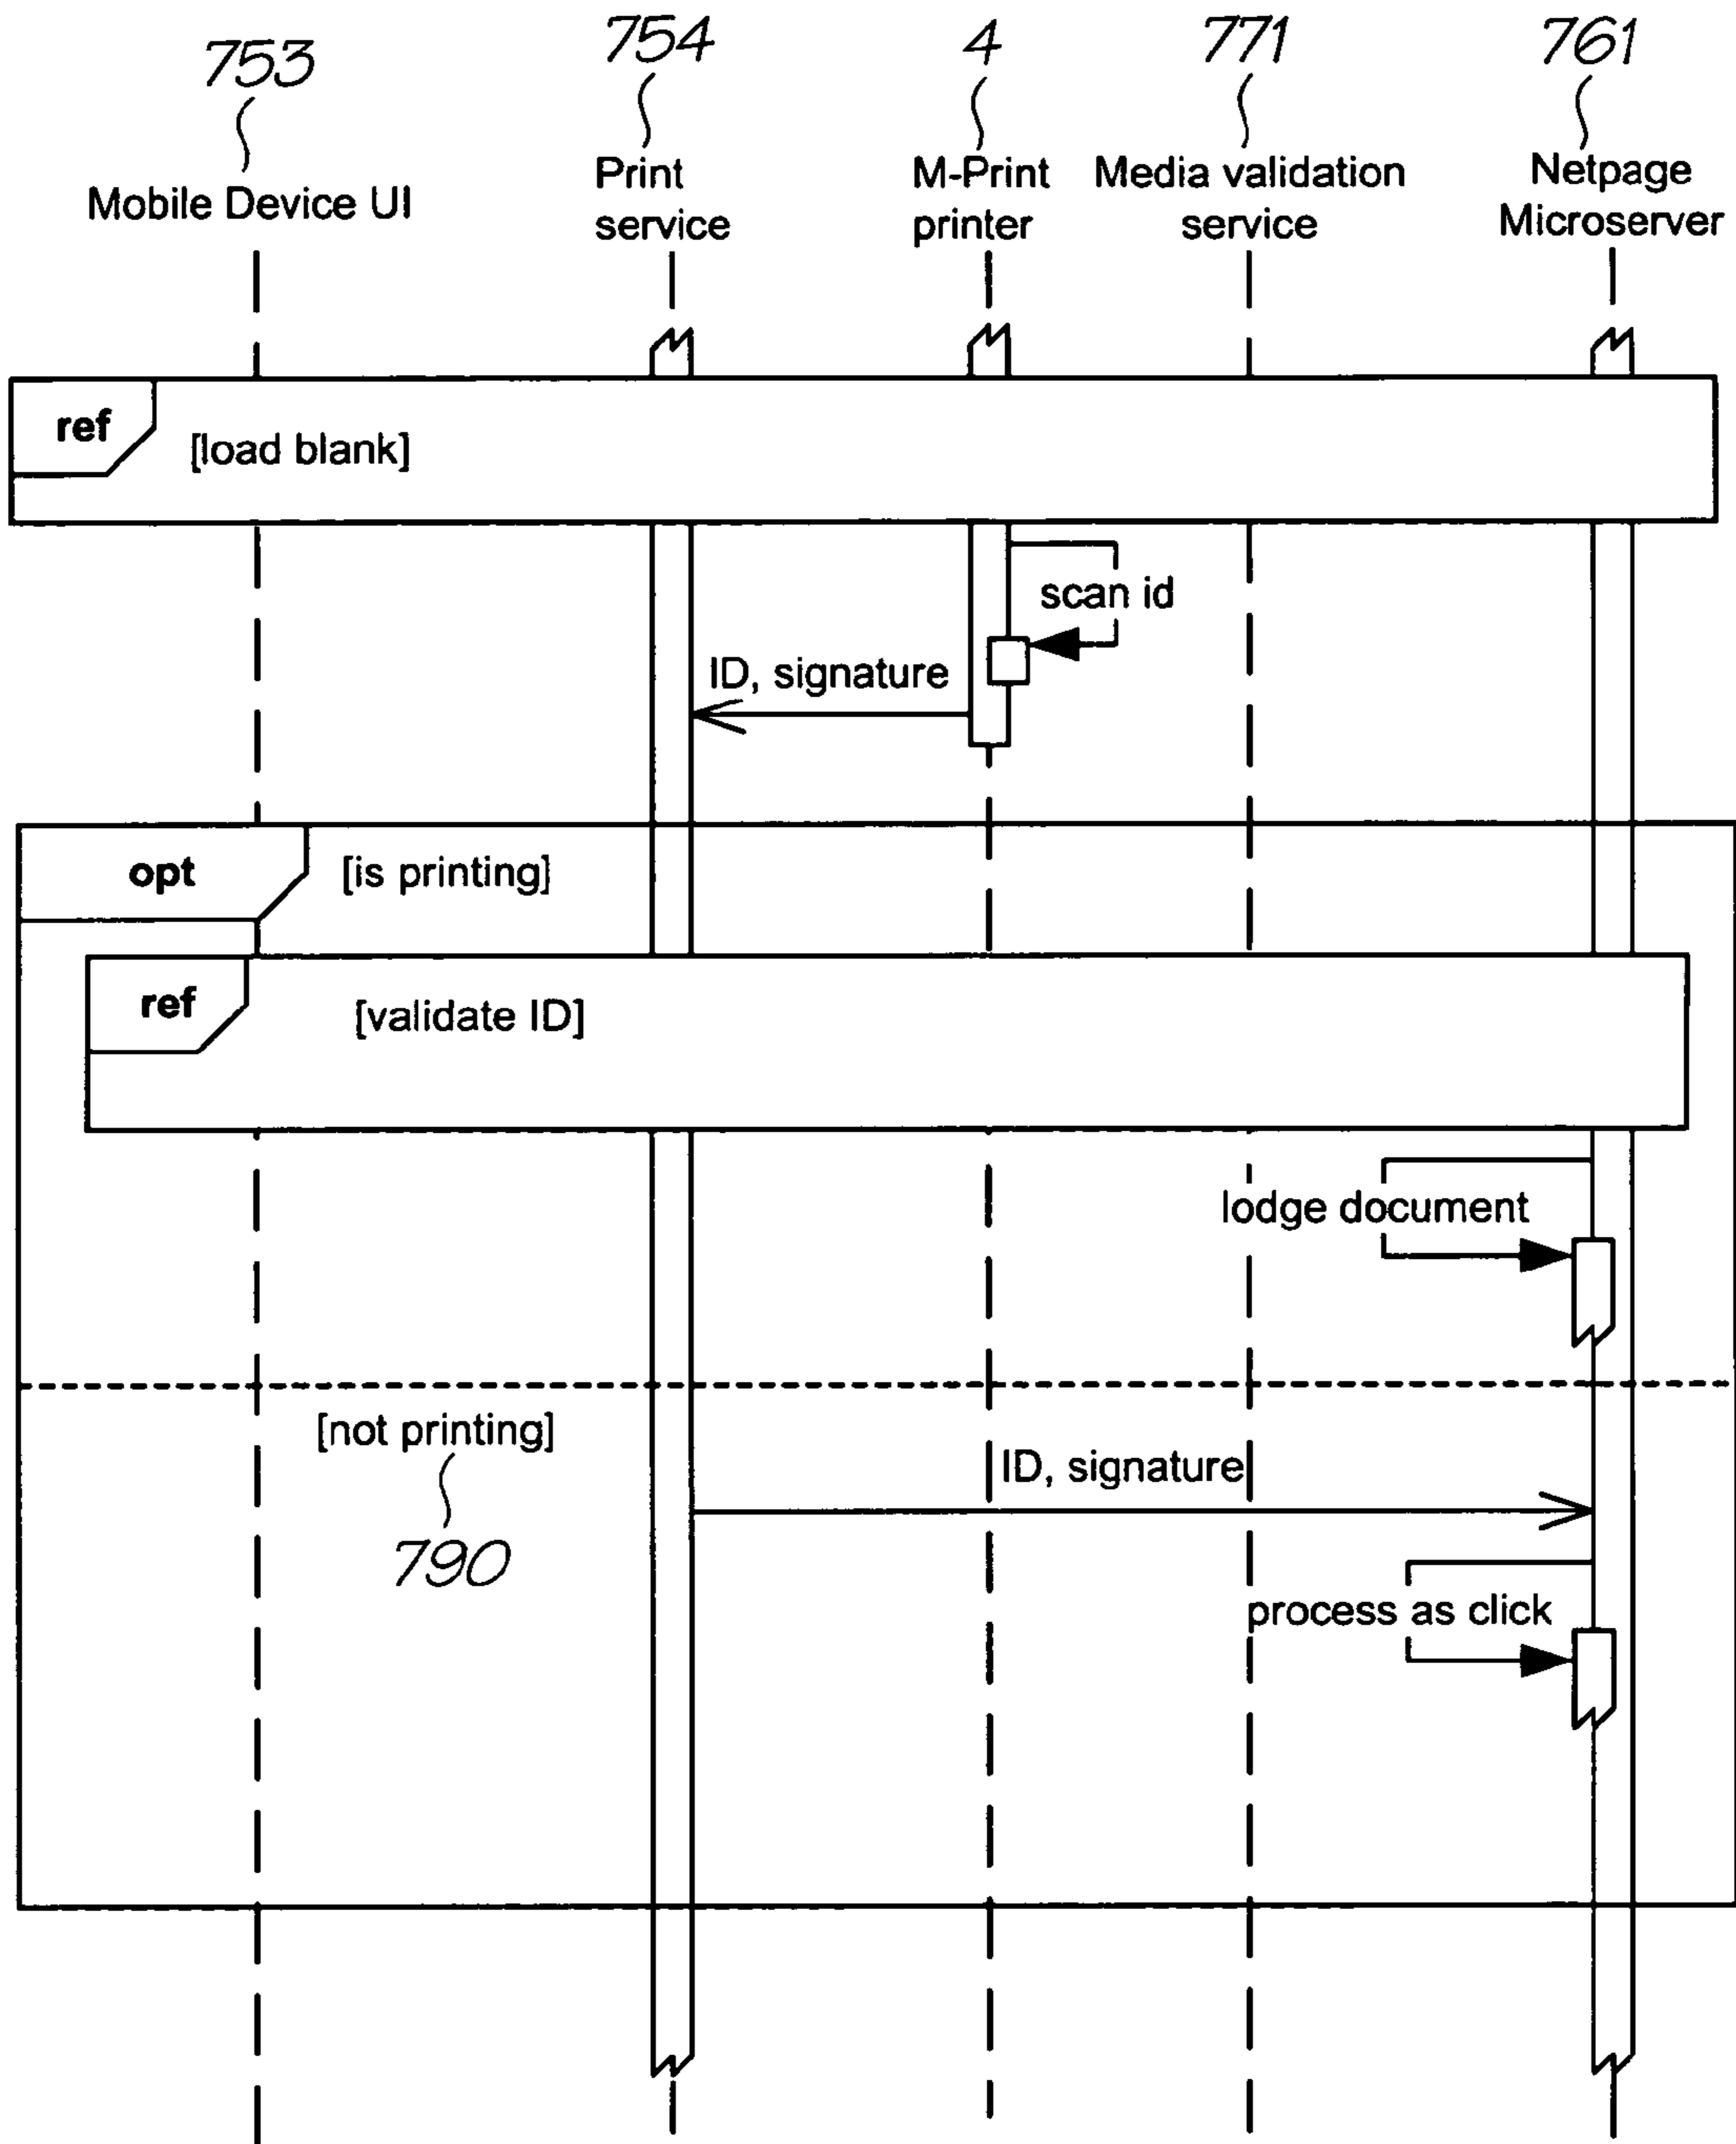 753
754
4
771
761
Mobile Device UI
Print
service
M-Print
printer
Media validation
service
Netpage
Microserver
ref
[load blank]
scan id
ID, signature
opt
[is printing]
ref
[validate ID]
lodge document
[not printing]
ID, signature
790
process as click